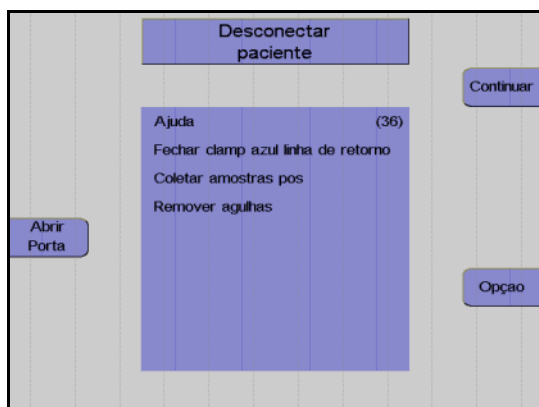 Desconectar
paciente
Continuar
Ajuda (36)
Fechar clamp azul linha de retorno
Coletar amostras pos
Remover agulhas
Abrir
Porta
Opçao